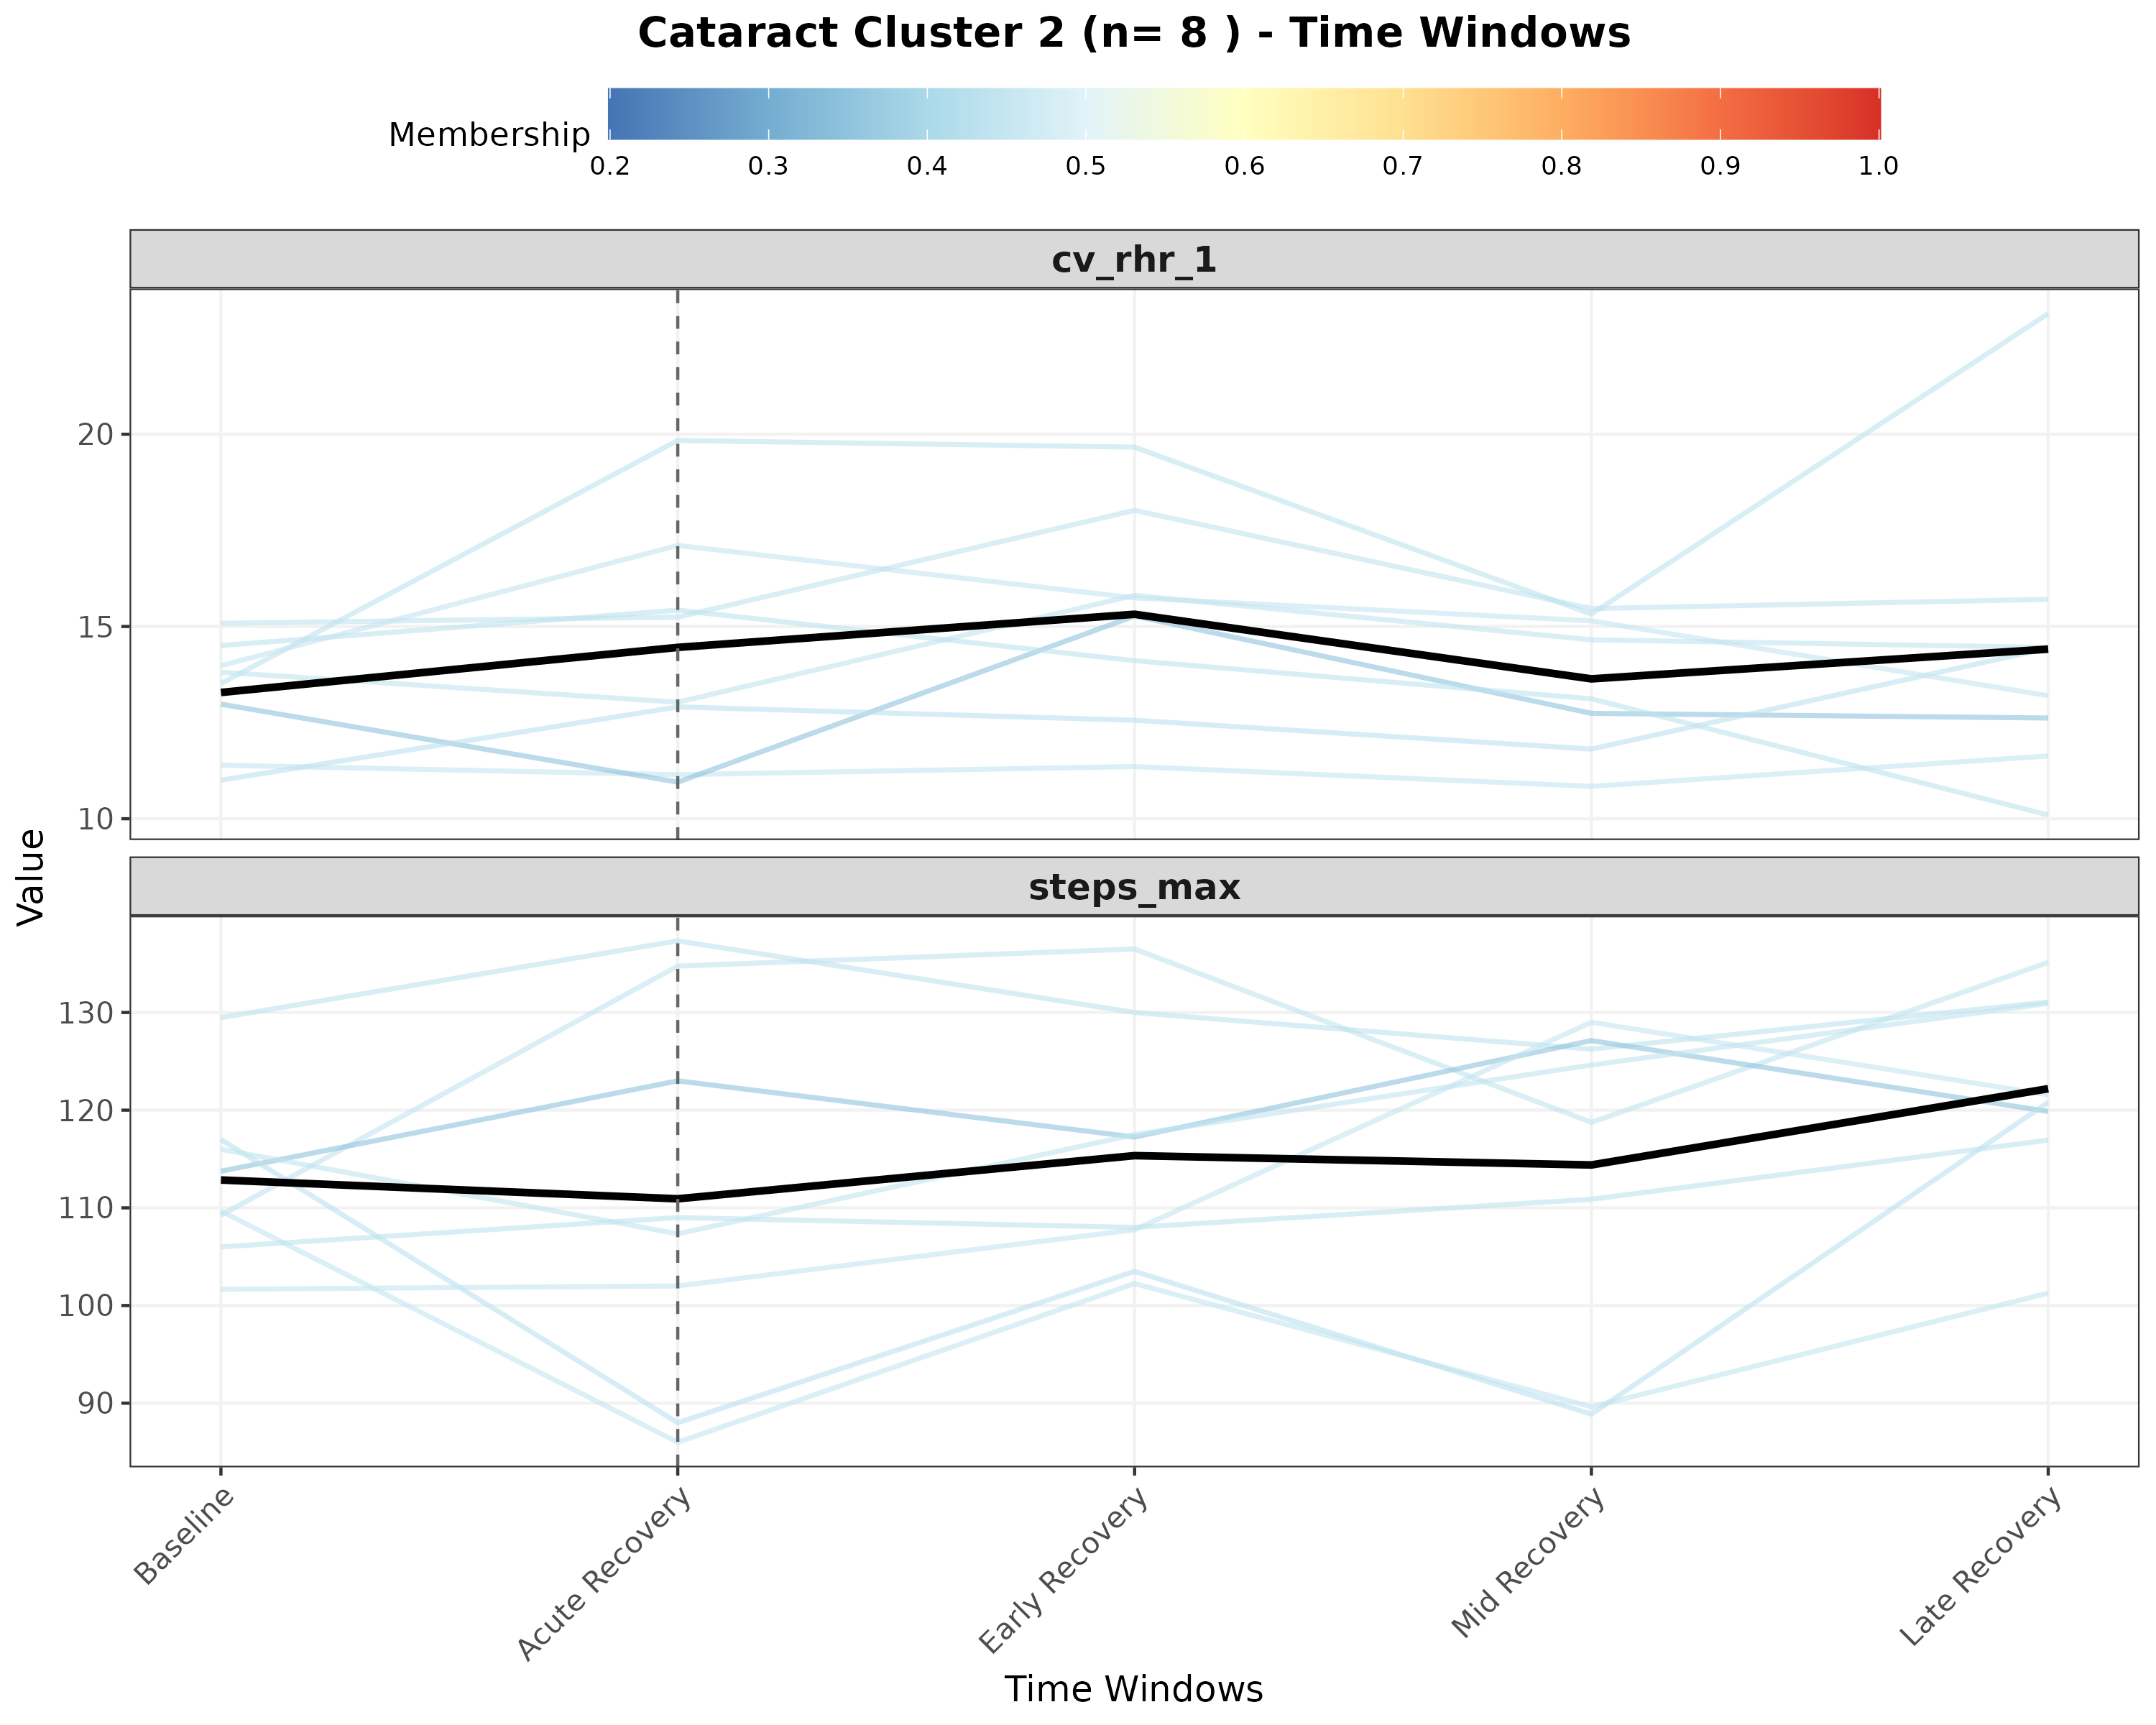 Cataract Cluster 2 (n= 8 ) - Time Windows
Membership
0.2 0.3 0.4 0.5 0.6 0.7 0.8 0.9 1.0
cv_rhr_1
20
15
10
Value
steps_max
130
120
110
100
90
Baseline
Acute Recovery
Early Recovery
Mid Recovery
Late Recovery
Time Windows